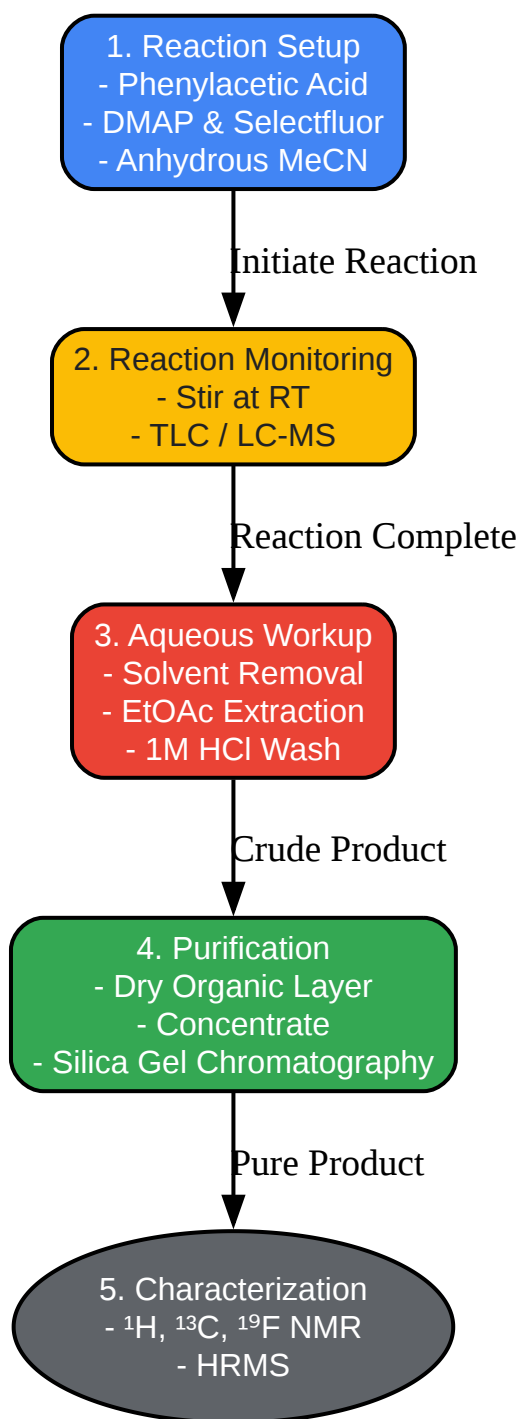 1. Reaction Setup
- Phenylacetic Acid
- DMAP & Selectfluor
- Anhydrous MeCN
Initiate Reaction
2. Reaction Monitoring
- Stir at RT
- TLC / LC-MS
Reaction Complete
3. Aqueous Workup
- Solvent Removal
- EtOAc Extraction
- 1M HCl Wash
Crude Product
4. Purification
- Dry Organic Layer
- Concentrate
- Silica Gel Chromatography
Pure Product
5. Characterization
- ¹H, ¹³C, ¹⁹F NMR
- HRMS